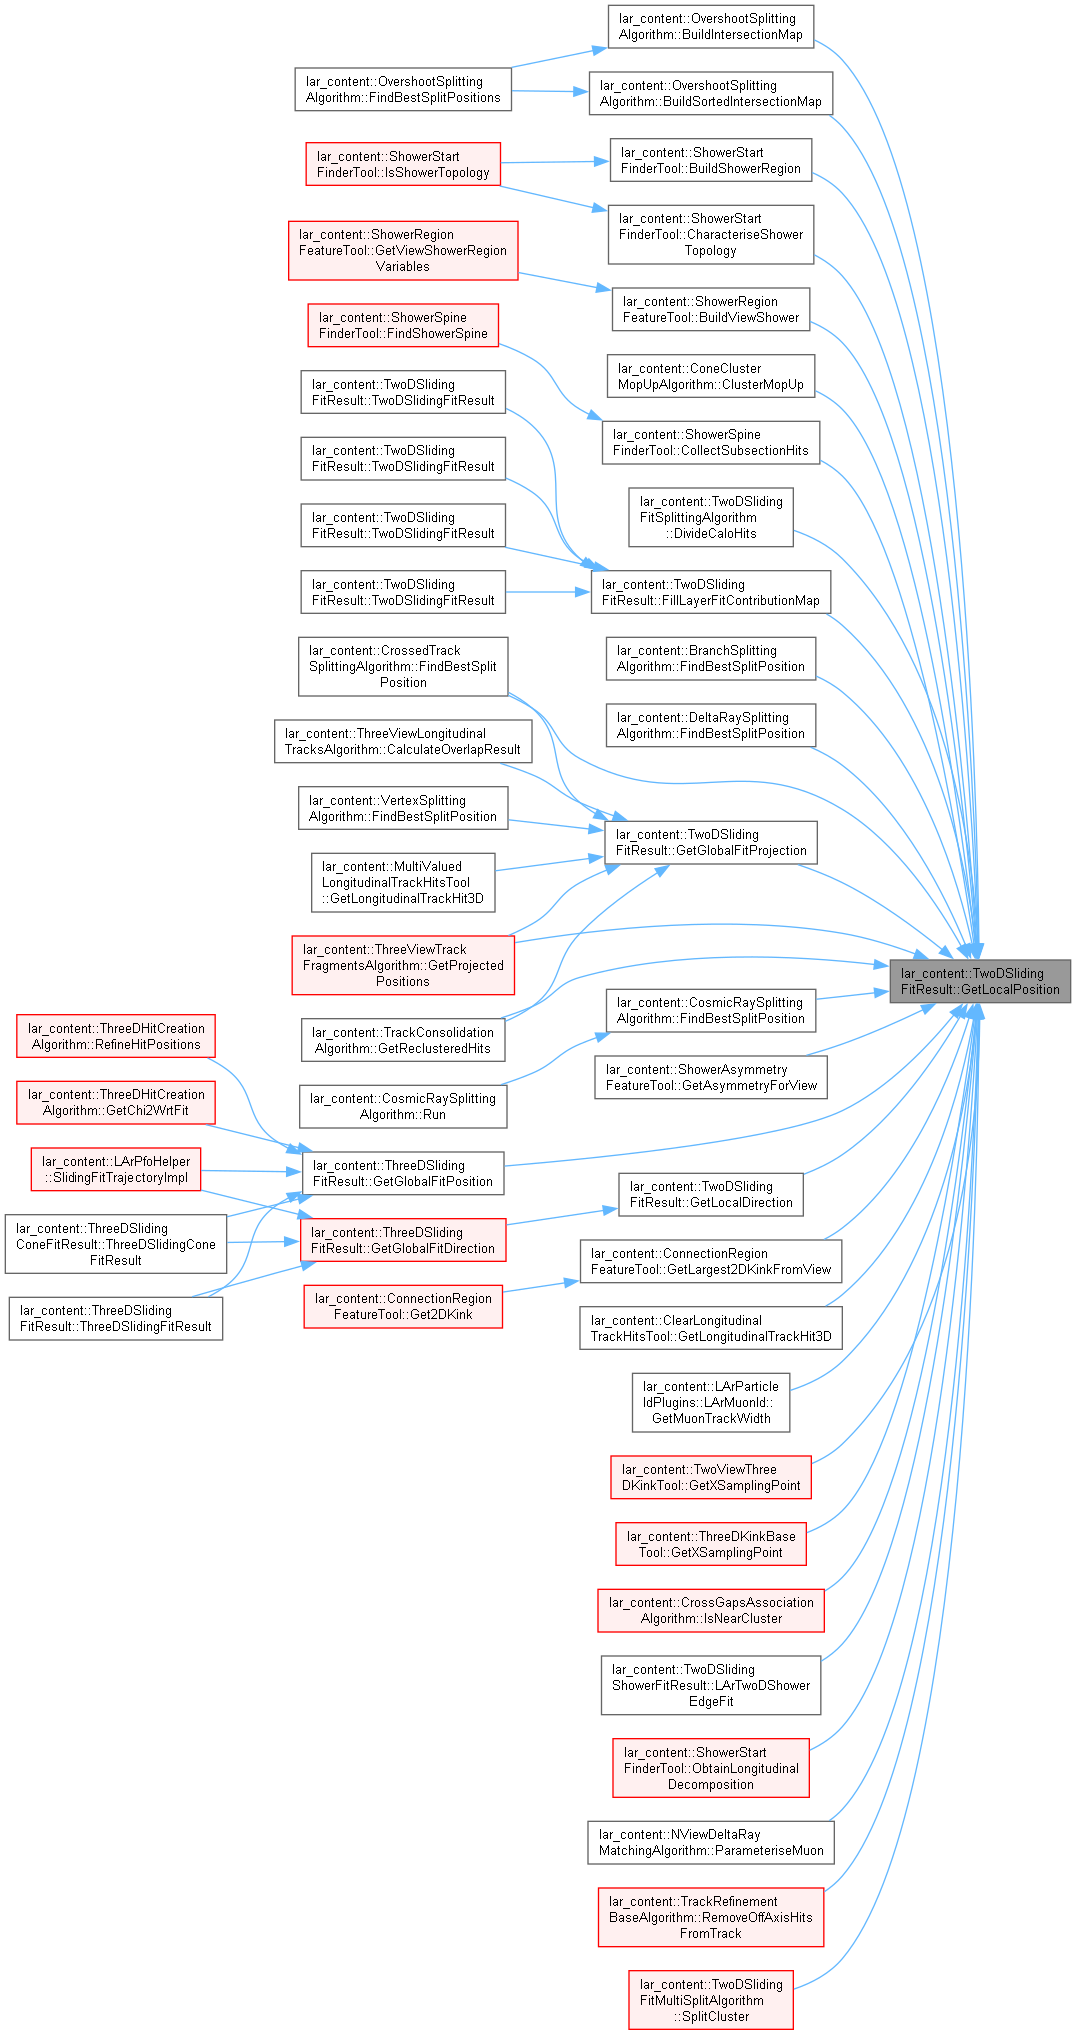 lar_content::OvershootSplitting
Algorithm::BuildIntersectionMap
lar_content::OvershootSplitting
Algorithm::FindBestSplitPositions
lar_content::OvershootSplitting
Algorithm::BuildSortedIntersectionMap
lar_content::ShowerStart
FinderTool::IsShowerTopology
lar_content::ShowerStart
FinderTool::BuildShowerRegion
lar_content::ShowerStart
FinderTool::CharacteriseShower
Topology
lar_content::ShowerRegion
FeatureTool::GetViewShowerRegion
Variables
lar_content::ShowerRegion
FeatureTool::BuildViewShower
lar_content::ShowerSpine
FinderTool::FindShowerSpine
lar_content::ConeCluster
MopUpAlgorithm::ClusterMopUp
lar_content::TwoDSliding
FitResult::TwoDSlidingFitResult
lar_content::ShowerSpine
FinderTool::CollectSubsectionHits
lar_content::TwoDSliding
FitResult::TwoDSlidingFitResult
lar_content::TwoDSliding
FitSplittingAlgorithm
::DivideCaloHits
lar_content::TwoDSliding
FitResult::TwoDSlidingFitResult
lar_content::TwoDSliding
FitResult::TwoDSlidingFitResult
lar_content::TwoDSliding
FitResult::FillLayerFitContributionMap
lar_content::CrossedTrack
SplittingAlgorithm::FindBestSplit
Position
lar_content::BranchSplitting
Algorithm::FindBestSplitPosition
lar_content::DeltaRaySplitting
Algorithm::FindBestSplitPosition
lar_content::ThreeViewLongitudinal
TracksAlgorithm::CalculateOverlapResult
lar_content::VertexSplitting
Algorithm::FindBestSplitPosition
lar_content::TwoDSliding
FitResult::GetGlobalFitProjection
lar_content::MultiValued
LongitudinalTrackHitsTool
::GetLongitudinalTrackHit3D
lar_content::ThreeViewTrack
FragmentsAlgorithm::GetProjected
Positions
lar_content::TwoDSliding
FitResult::GetLocalPosition
lar_content::TrackConsolidation
Algorithm::GetReclusteredHits
lar_content::CosmicRaySplitting
Algorithm::FindBestSplitPosition
lar_content::ThreeDHitCreation
Algorithm::RefineHitPositions
lar_content::ShowerAsymmetry
FeatureTool::GetAsymmetryForView
lar_content::ThreeDHitCreation
Algorithm::GetChi2WrtFit
lar_content::CosmicRaySplitting
Algorithm::Run
lar_content::LArPfoHelper
::SlidingFitTrajectoryImpl
lar_content::ThreeDSliding
FitResult::GetGlobalFitPosition
lar_content::TwoDSliding
FitResult::GetLocalDirection
lar_content::ThreeDSliding
ConeFitResult::ThreeDSlidingCone
FitResult
lar_content::ThreeDSliding
FitResult::GetGlobalFitDirection
lar_content::ConnectionRegion
FeatureTool::GetLargest2DKinkFromView
lar_content::ThreeDSliding
FitResult::ThreeDSlidingFitResult
lar_content::ConnectionRegion
FeatureTool::Get2DKink
lar_content::ClearLongitudinal
TrackHitsTool::GetLongitudinalTrackHit3D
lar_content::LArParticle
IdPlugins::LArMuonId::
GetMuonTrackWidth
lar_content::TwoViewThree
DKinkTool::GetXSamplingPoint
lar_content::ThreeDKinkBase
Tool::GetXSamplingPoint
lar_content::CrossGapsAssociation
Algorithm::IsNearCluster
lar_content::TwoDSliding
ShowerFitResult::LArTwoDShower
EdgeFit
lar_content::ShowerStart
FinderTool::ObtainLongitudinal
Decomposition
lar_content::NViewDeltaRay
MatchingAlgorithm::ParameteriseMuon
lar_content::TrackRefinement
BaseAlgorithm::RemoveOffAxisHits
FromTrack
lar_content::TwoDSliding
FitMultiSplitAlgorithm
::SplitCluster